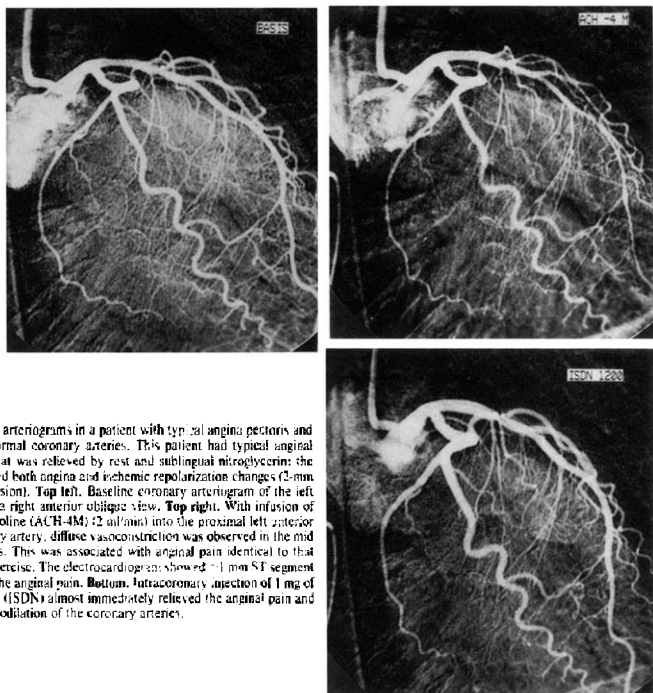 BASIS
ACH -4 M
ISDN 1200
arteriograms in a patient with typical angina pectoris and
rmal coronary arteries. This patient had typical anginal
at was relieved by rest and sublingual nitroglycerin; the
ed both angina and ischemic repolarization changes (2-mm
sion). Top left. Baseline coronary arteriogram of the left
e right anterior oblique view. Top right. With infusion of
oline (ACH-4M) (2 ml/min) into the proximal left anterior
ry artery, diffuse vasoconstriction was observed in the mid
s. This was associated with anginal pain identical to that
ercise. The electrocardiogram showed 1 mm ST segment
the anginal pain. Bottom. Intracoronary injection of 1 mg of
(ISDN) almost immediately relieved the anginal pain and
odilation of the coronary arteries.